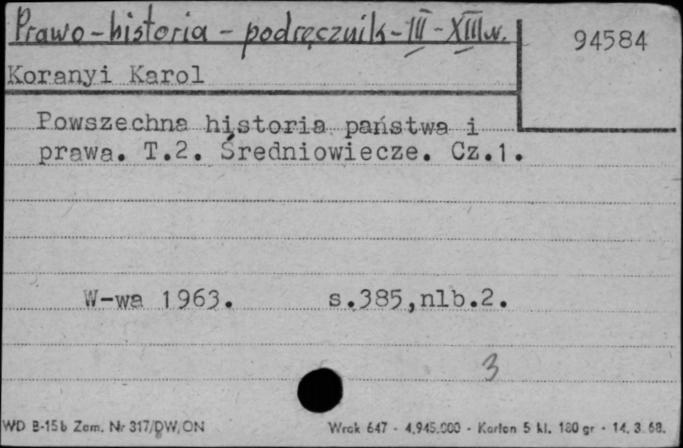 Prawo-historia - podręcznik-III-XIIIw.
94584
Koranyi Karol
Powszechna historia państwa i
prawa. T.2. Średniowiecze. Cz.1.
W-wa 1963. s.385,nlb.2.
3
WD B-15b Zam. Nr 317/DW, ON Wrok 647 - 4.945.000 - Karton 5 kl. 180 gr - 14. 3. 68.